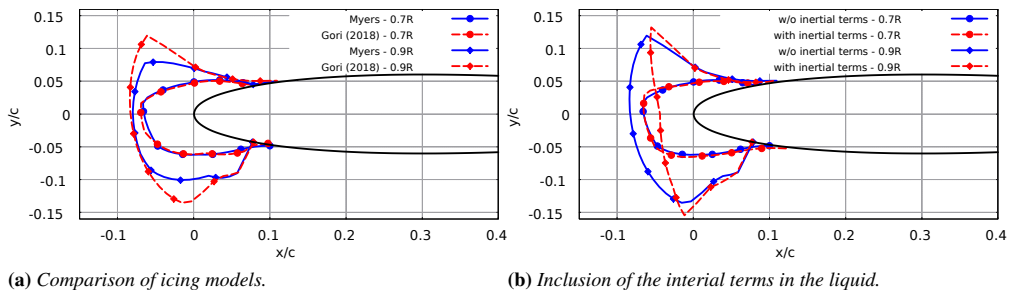 0.15
0.1
0.05
0
-0.05
-0.1
-0.15
y/c
Myers - 0.7R
Gori (2018) - 0.7R
Myers - 0.9R
Gori (2018) - 0.9R
-0.1 0 0.1 0.2 0.3 0.4
x/c
(a) Comparison of icing models.
0.15
0.1
0.05
0
-0.05
-0.1
-0.15
y/c
w/o inertial terms - 0.7R
with inertial terms - 0.7R
w/o inertial terms - 0.9R
with inertial terms - 0.9R
-0.1 0 0.1 0.2 0.3 0.4
x/c
(b) Inclusion of the interial terms in the liquid.